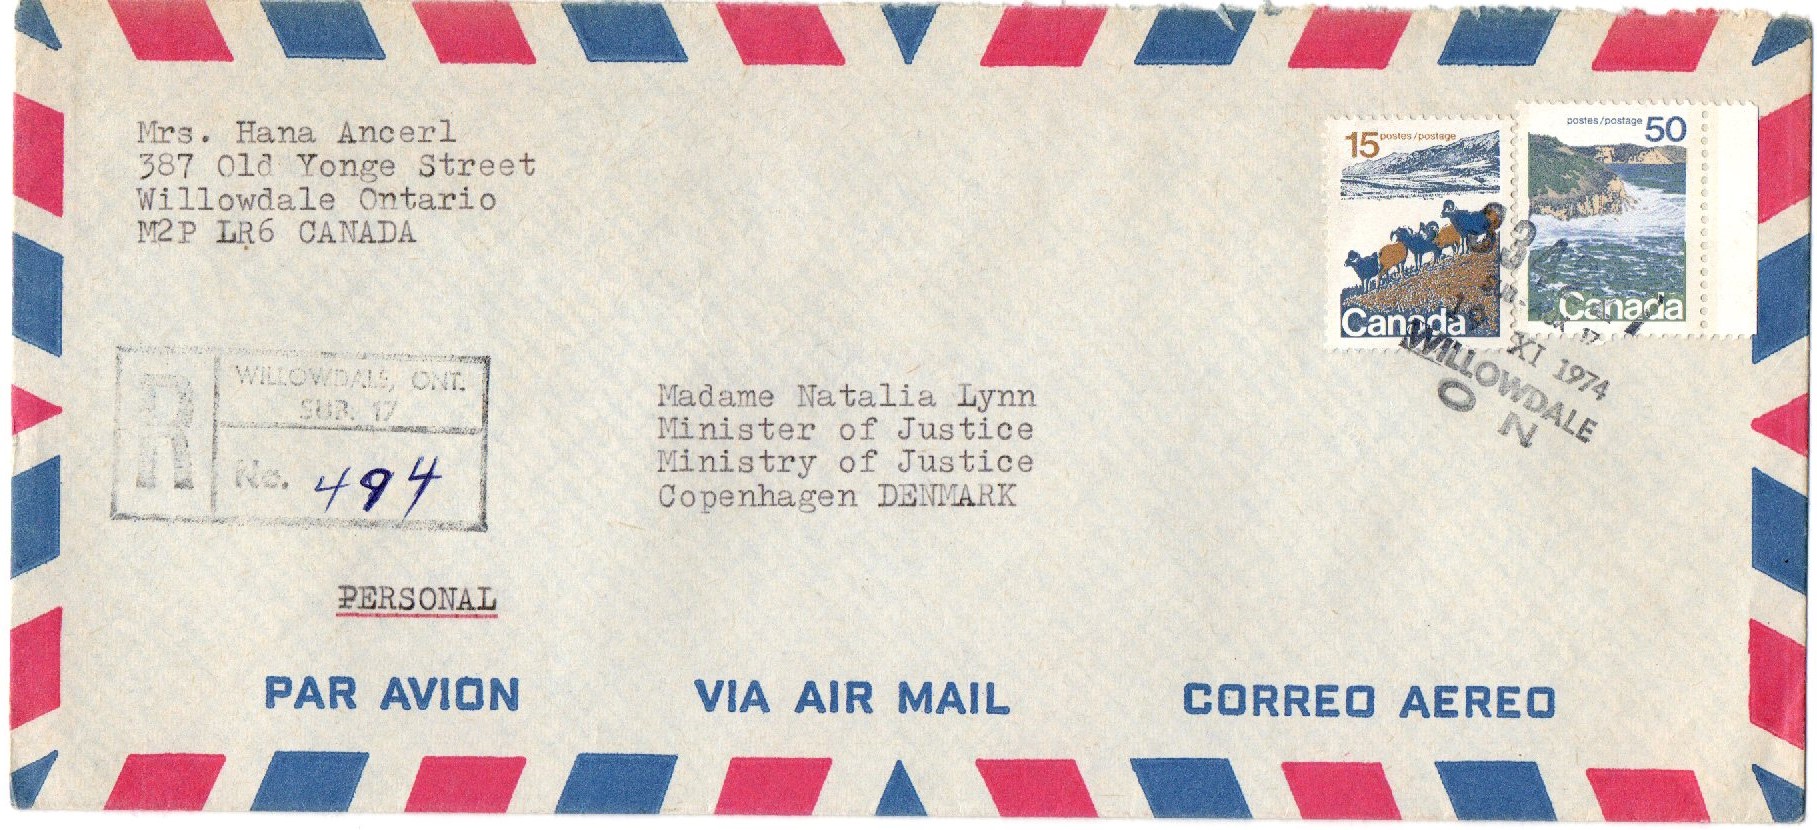 Mrs. Hana Ancerl
387 Old Yonge Street
Willowdale Ontario
M2P LR6 CANADA
15 postes/postage
Canada
postes/postage 50
Canada
XI 1974
WILLOWDALE
ON
R
WILLOWDALE, ONT.
SUB. 17
No. 494
Madame Natalia Lynn
Minister of Justice
Ministry of Justice
Copenhagen DENMARK
PERSONAL
PAR AVION
VIA AIR MAIL
CORREO AEREO